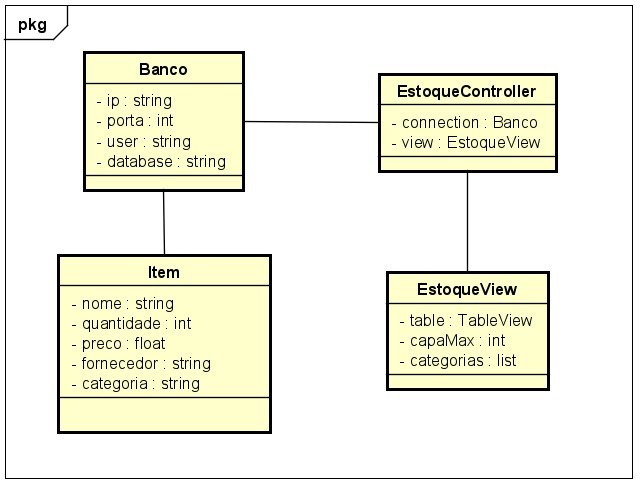 pkg
Banco
- ip : string
- porta : int
- user : string
- database : string
EstoqueController
- connection : Banco
- view : EstoqueView
Item
- nome : string
- quantidade : int
- preco : float
- fornecedor : string
- categoria : string
EstoqueView
- table : TableView
- capaMax : int
- categorias : list